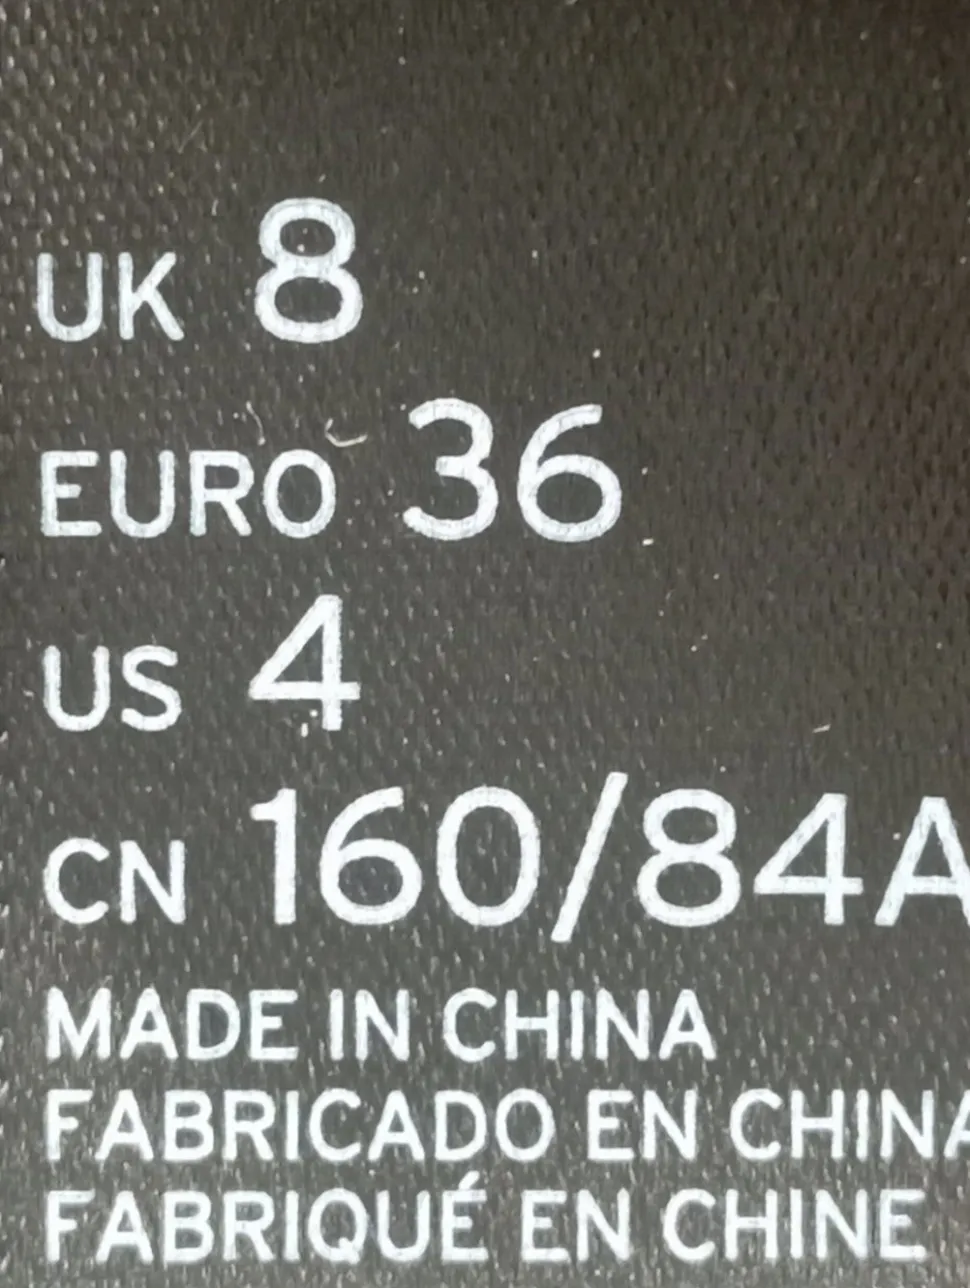 UK 8
EURO 36
US 4
CN 160/84A
MADE IN CHINA
FABRICADO EN CHINA
FABRIQUÉ EN CHINE